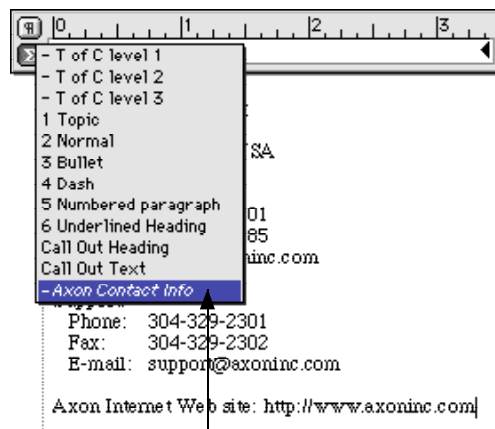 ¶ 0 1 2 3
Σ
- T of C level 1
- T of C level 2
- T of C level 3
1 Topic
2 Normal
SA
3 Bullet
4 Dash
5 Numbered paragraph
01
6 Underlined Heading
85
Call Out Heading
inc.com
Call Out Text
- Axon Contact Info
Phone: 304-329-2301
Fax: 304-329-2302
E-mail: support@axoninc.com
Axon Internet Web site: http://www.axoninc.com